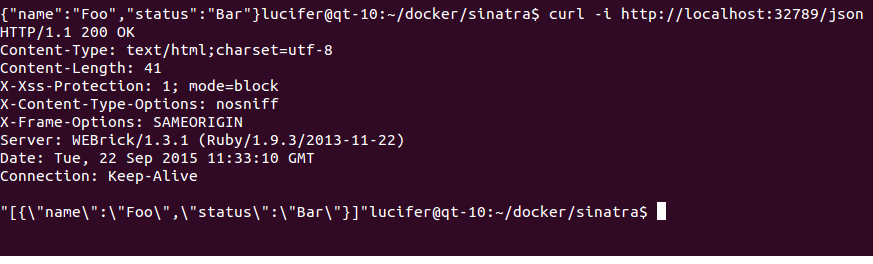 {"name":"Foo","status":"Bar"}lucifer@qt-10:~/docker/sinatra$ curl -i http://localhost:32789/json
HTTP/1.1 200 OK
Content-Type: text/html;charset=utf-8
Content-Length: 41
X-Xss-Protection: 1; mode=block
X-Content-Type-Options: nosniff
X-Frame-Options: SAMEORIGIN
Server: WEBrick/1.3.1 (Ruby/1.9.3/2013-11-22)
Date: Tue, 22 Sep 2015 11:33:10 GMT
Connection: Keep-Alive

"[{\"name\":\"Foo\",\"status\":\"Bar\"}]"lucifer@qt-10:~/docker/sinatra$